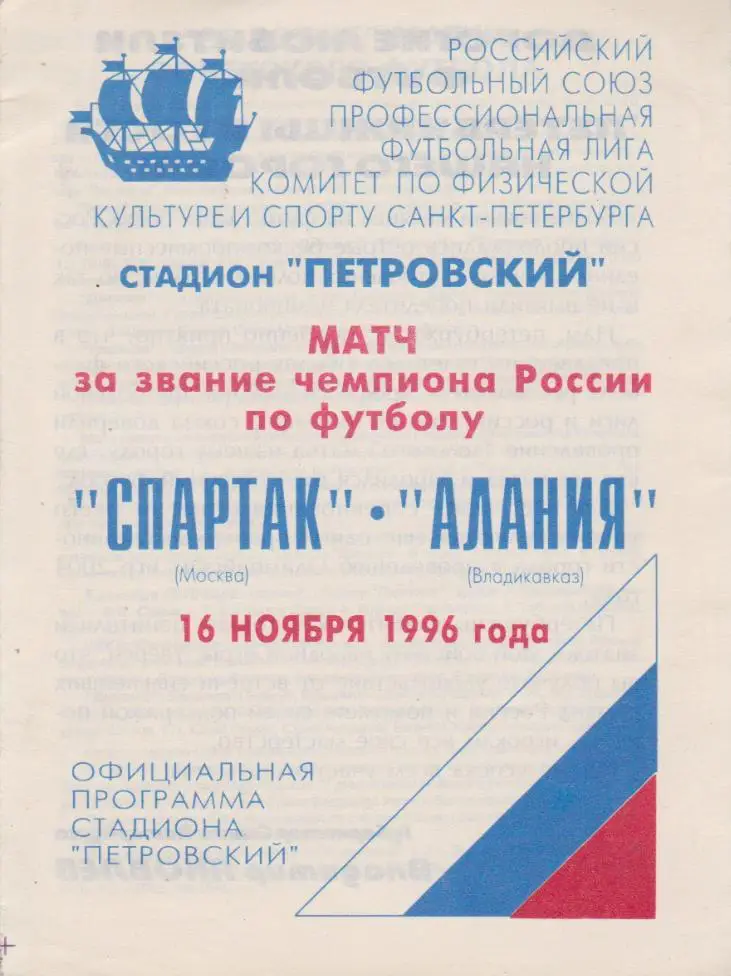 РОССИЙСКИЙ
ФУТБОЛЬНЫЙ СОЮЗ
ПРОФЕССИОНАЛЬНАЯ
ФУТБОЛЬНАЯ ЛИГА
КОМИТЕТ ПО ФИЗИЧЕСКОЙ
КУЛЬТУРЕ И СПОРТУ САНКТ-ПЕТЕРБУРГА
СТАДИОН "ПЕТРОВСКИЙ"
МАТЧ
за звание чемпиона России
по футболу
"СПАРТАК" · "АЛАНИЯ"
(Москва) (Владикавказ)
16 НОЯБРЯ 1996 года
ОФИЦИАЛЬНАЯ
ПРОГРАММА
СТАДИОНА
"ПЕТРОВСКИЙ"